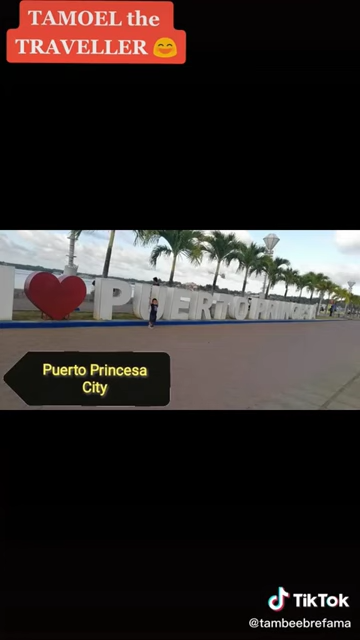 TAMOEL the
TRAVELLER
I PUERTO PRINCESA
Puerto Princesa
City
TikTok
@tambeebrefama